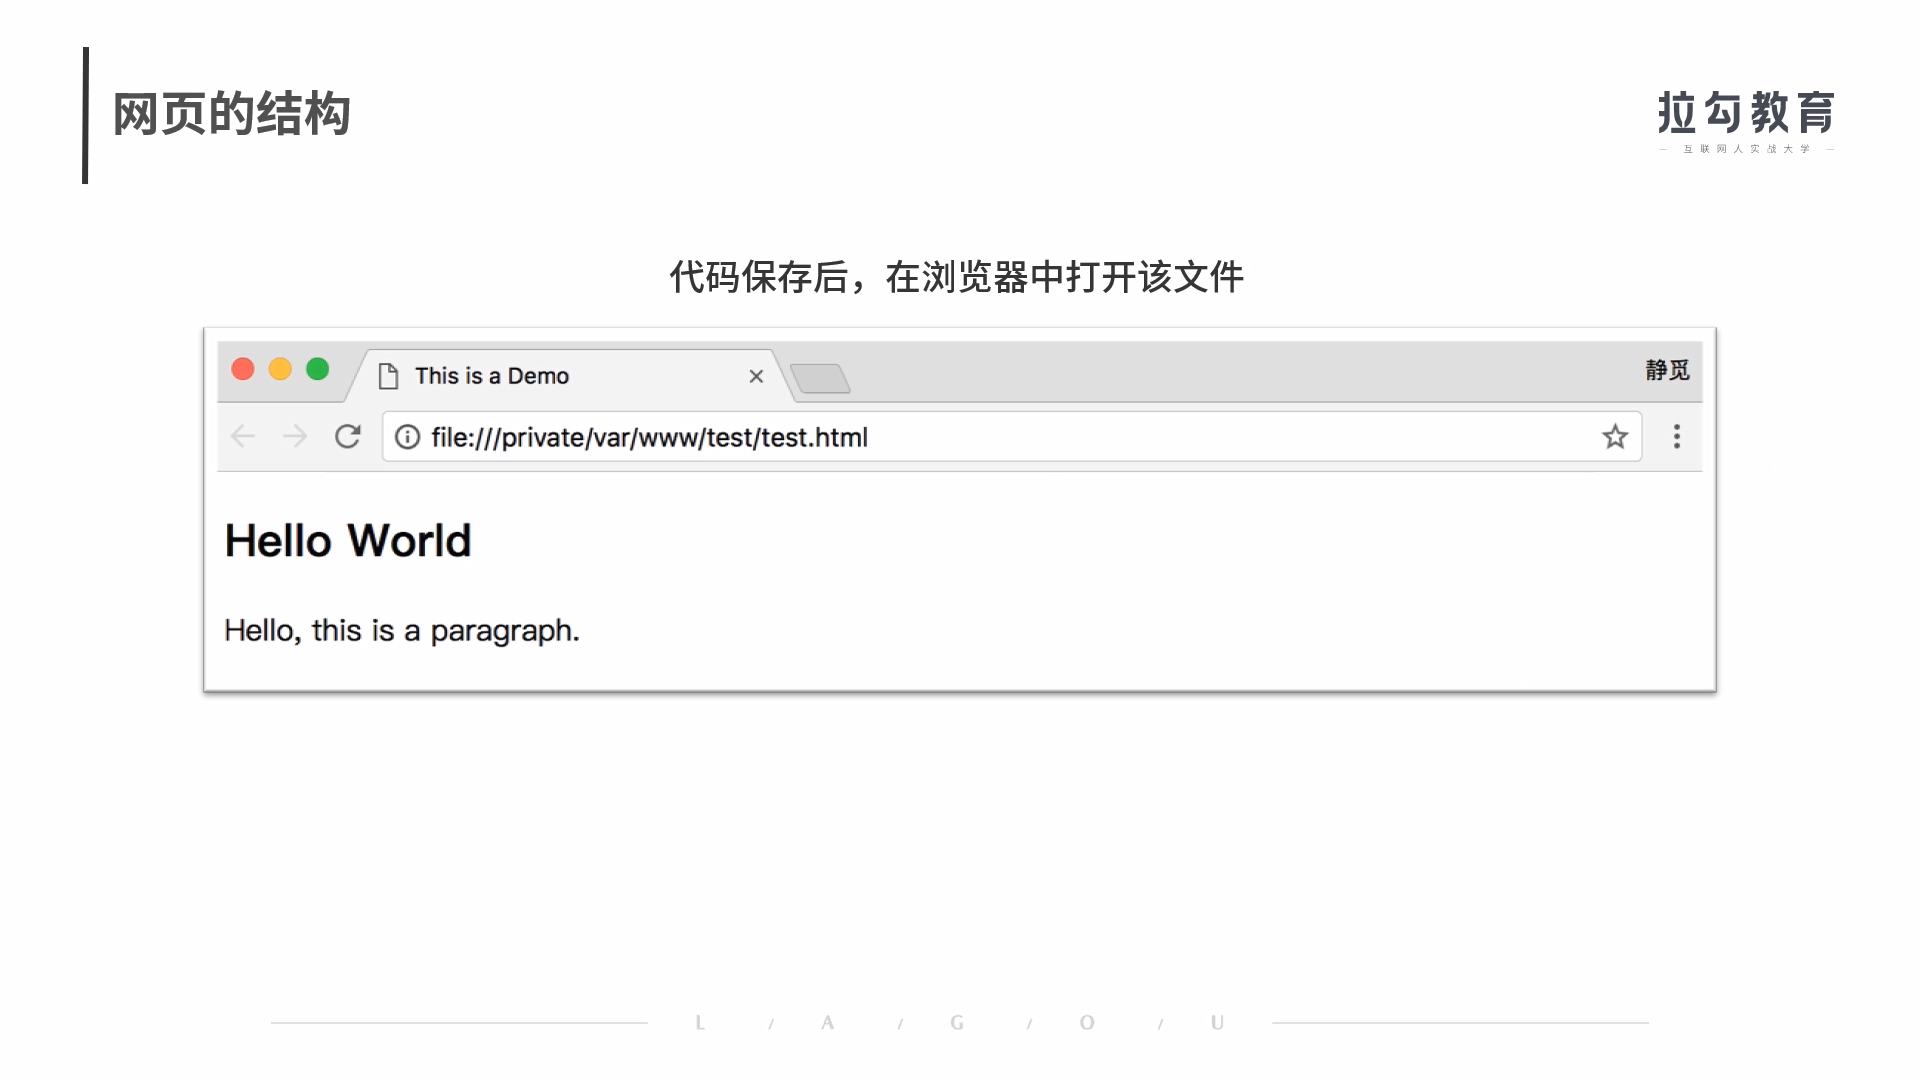 网页的结构
拉勾教育
— 互联网人实战大学 —
代码保存后，在浏览器中打开该文件
This is a Demo
静觅
file:///private/var/www/test/test.html
Hello World
Hello, this is a paragraph.
L / A / G / O / U